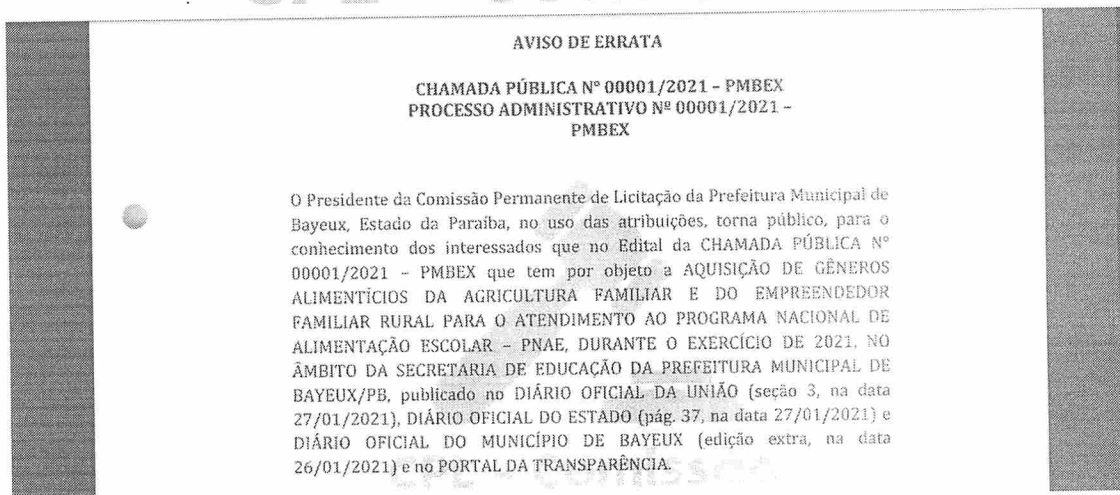 AVISO DE ERRATA
CHAMADA PÚBLICA N° 00001/2021 – PMBEX
PROCESSO ADMINISTRATIVO Nº 00001/2021 –
PMBEX
O Presidente da Comissão Permanente de Licitação da Prefeitura Municipal de
Bayeux, Estado da Paraíba, no uso das atribuições, torna público, para o
conhecimento dos interessados que no Edital da CHAMADA PÚBLICA N°
00001/2021 – PMBEX que tem por objeto a AQUISIÇÃO DE GÊNEROS
ALIMENTÍCIOS DA AGRICULTURA FAMILIAR E DO EMPREENDEDOR
FAMILIAR RURAL PARA O ATENDIMENTO AO PROGRAMA NACIONAL DE
ALIMENTAÇÃO ESCOLAR – PNAE, DURANTE O EXERCÍCIO DE 2021, NO
ÂMBITO DA SECRETARIA DE EDUCAÇÃO DA PREFEITURA MUNICIPAL DE
BAYEUX/PB, publicado no DIÁRIO OFICIAL DA UNIÃO (seção 3, na data
27/01/2021), DIÁRIO OFICIAL DO ESTADO (pág. 37, na data 27/01/2021) e
DIÁRIO OFICIAL DO MUNICÍPIO DE BAYEUX (edição extra, na data
26/01/2021) e no PORTAL DA TRANSPARÊNCIA.
CPL - Comissão